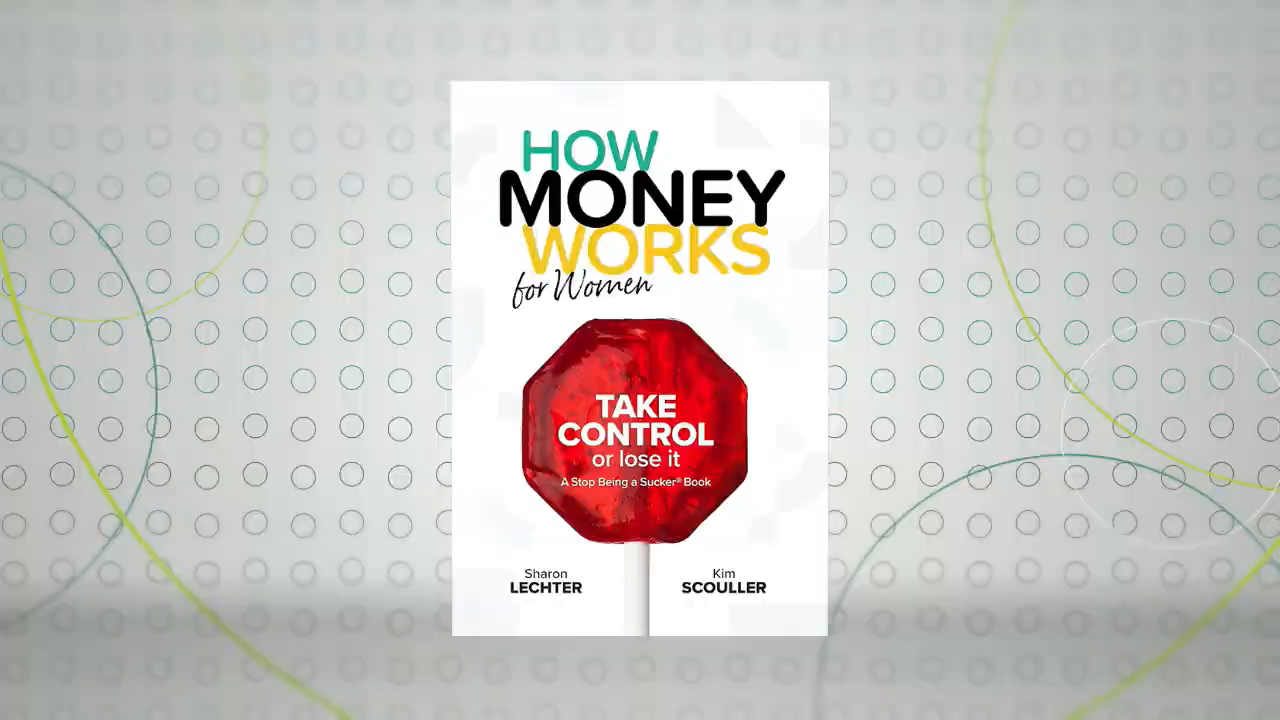 HOW
MONEY
WORKS
for Women
TAKE
CONTROL
or lose it
A Stop Being a Sucker® Book
Sharon
LECHTER
Kim
SCOULLER